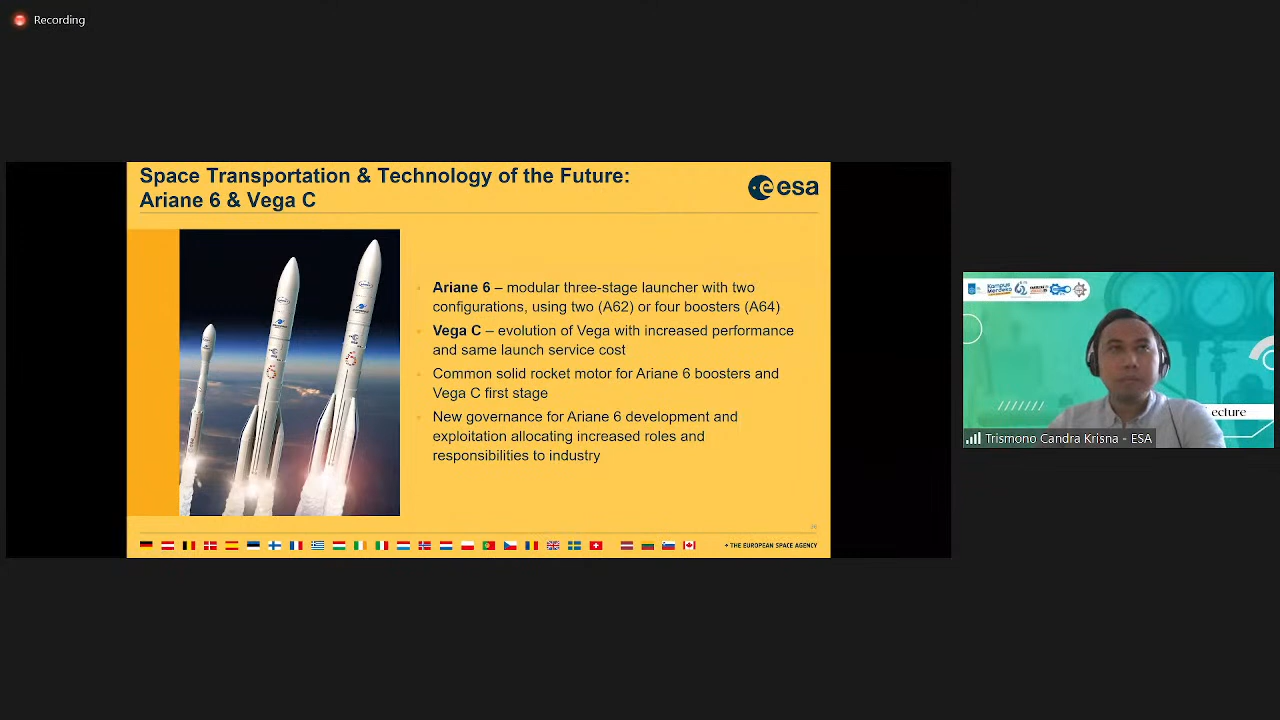 Recording
Space Transportation & Technology of the Future:
Ariane 6 & Vega C
esa
Ariane 6 – modular three-stage launcher with two
configurations, using two (A62) or four boosters (A64)
Vega C – evolution of Vega with increased performance
and same launch service cost
Common solid rocket motor for Ariane 6 boosters and
Vega C first stage
New governance for Ariane 6 development and
exploitation allocating increased roles and
responsibilities to industry
THE EUROPEAN SPACE AGENCY
Kampus
Merdeka
ecture
Trismono Candra Krisna - ESA